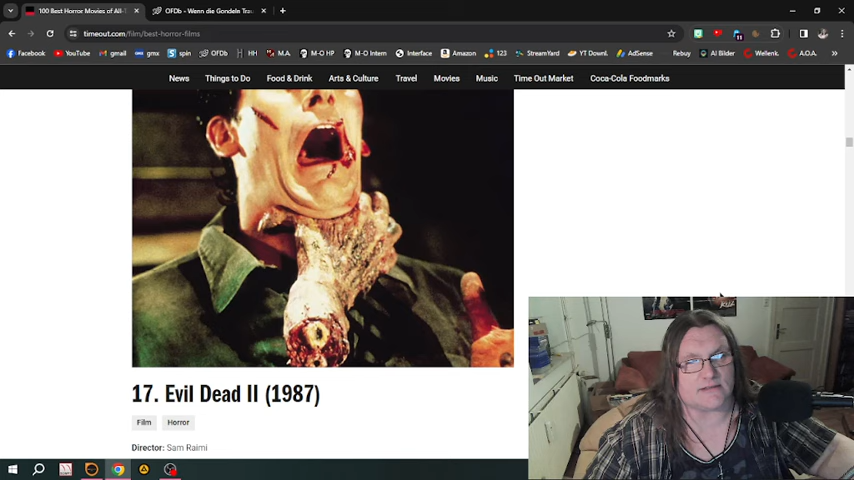 100 Best Horror Movies of All-T
OFDb - Wenn die Gondeln Trau
timeout.com/film/best-horror-films
Facebook
YouTube
gmail
gmx
spin
OFDb
HH
M.A.
M-O HP
M-O Intern
Interface
Amazon
123
StreamYard
YT Downl.
AdSense
Rebuy
AI Bilder
Wellenk.
A.O.A.
News
Things to Do
Food & Drink
Arts & Culture
Travel
Movies
Music
Time Out Market
Coca-Cola Foodmarks
17. Evil Dead II (1987)
Film
Horror
Director: Sam Raimi